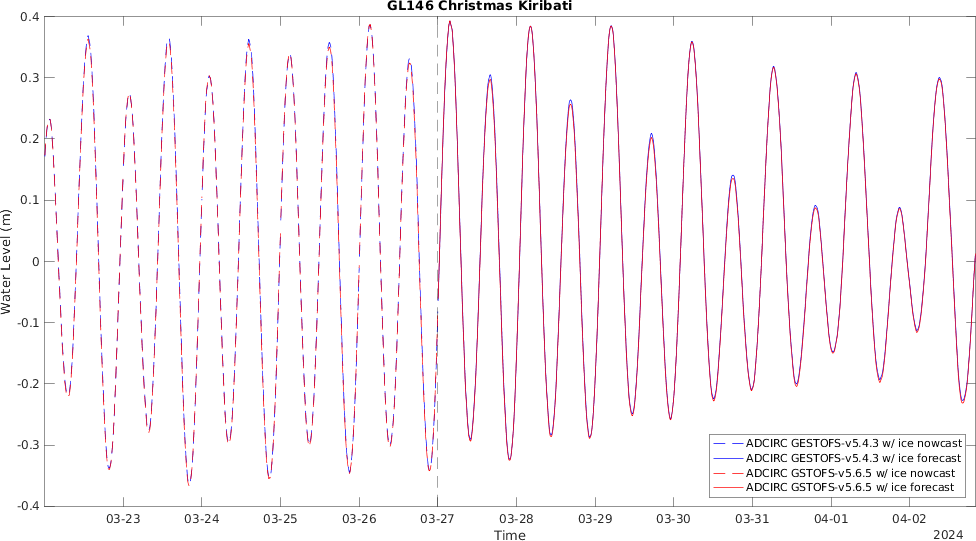 GL146 Christmas Kiribati
Water Level (m)
0.4
0.3
0.2
0.1
0
-0.1
-0.2
-0.3
-0.4
ADCIRC GESTOFS-v5.4.3 w/ ice nowcast
ADCIRC GESTOFS-v5.4.3 w/ ice forecast
ADCIRC GSTOFS-v5.6.5 w/ ice nowcast
ADCIRC GSTOFS-v5.6.5 w/ ice forecast
03-23 03-24 03-25 03-26 03-27 03-28 03-29 03-30 03-31 04-01 04-02
Time
2024